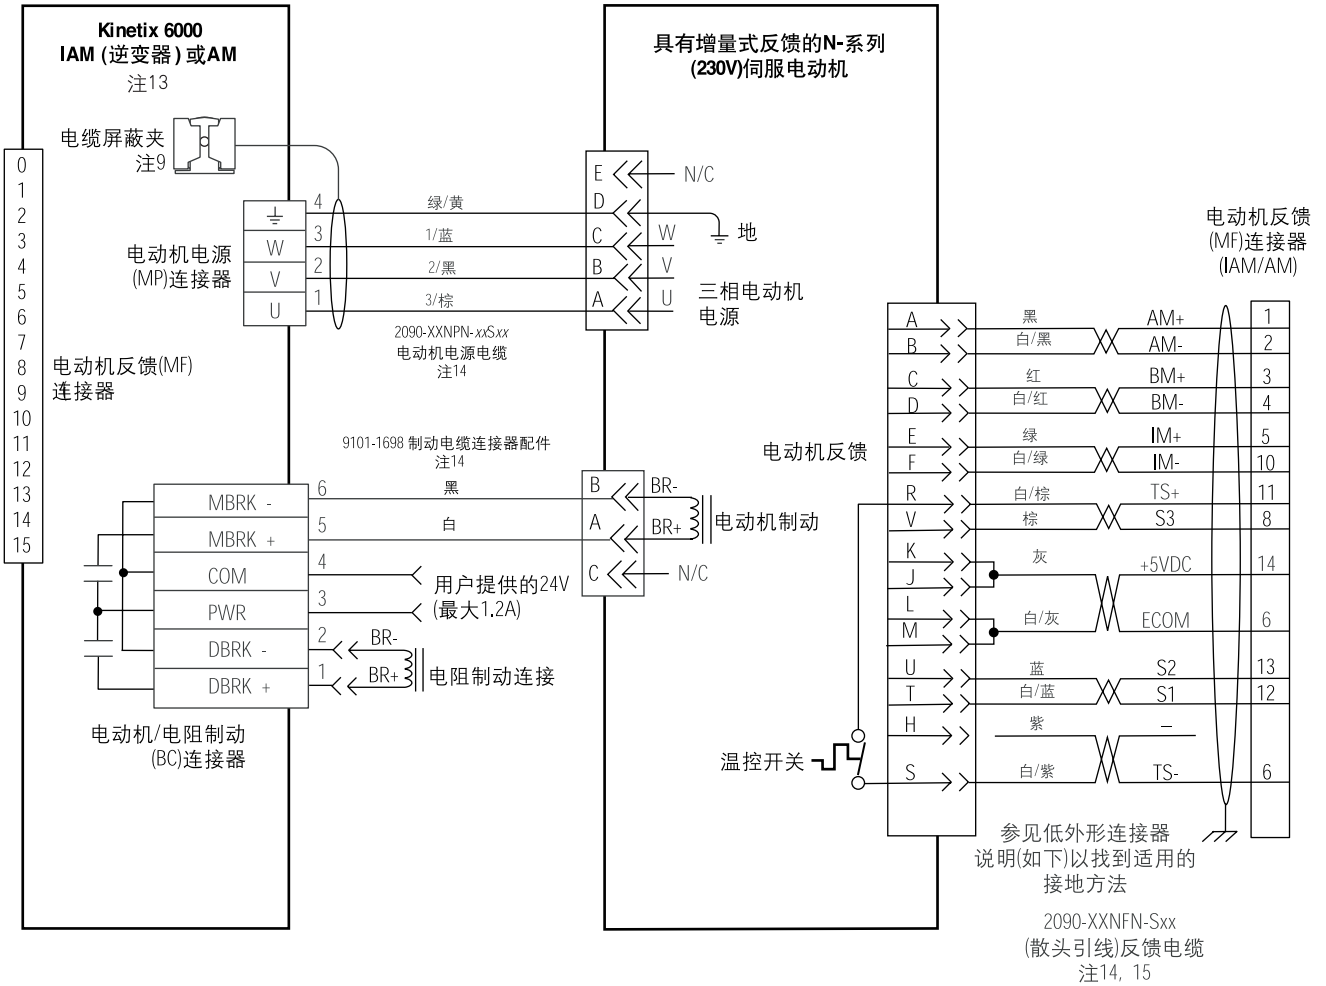 Kinetix 6000
IAM (逆变器) 或AM
注13
电缆屏蔽夹
注9
0
1
2
3
4
5
6
7
8
9
10
11
12
13
14
15
电动机反馈(MF)
连接器
电动机电源
(MP)连接器
W
V
U
4
3
2
1
绿/黄
1/蓝
2/黑
3/棕
2090-XXNPN-xxSxx
电动机电源电缆
注14
具有增量式反馈的N-系列
(230V)伺服电动机
E
D
C
B
A
N/C
地
W
V
U
三相电动机
电源
9101-1698 制动电缆连接器配件
注14
MBRK -
MBRK +
COM
PWR
DBRK -
DBRK +
6
5
4
3
2
1
黑
白
用户提供的24V
(最大1.2A)
BR-
BR+
电阻制动连接
电动机/电阻制动
(BC)连接器
B
A
C
BR-
BR+
N/C
电动机制动
电动机反馈
温控开关
A
B
C
D
E
F
R
V
K
J
L
M
U
T
H
S
黑
白/黑
红
白/红
绿
白/绿
白/棕
棕
灰
白/灰
蓝
白/蓝
紫
白/紫
AM+
AM-
BM+
BM-
IM+
IM-
TS+
S3
+5VDC
ECOM
S2
S1
–
TS-
电动机反馈
(MF)连接器
(IAM/AM)
1
2
3
4
5
10
11
8
14
6
13
12
6
参见低外形连接器
说明(如下)以找到适用的
接地方法
2090-XXNFN-Sxx
(散头引线)反馈电缆
注14, 15